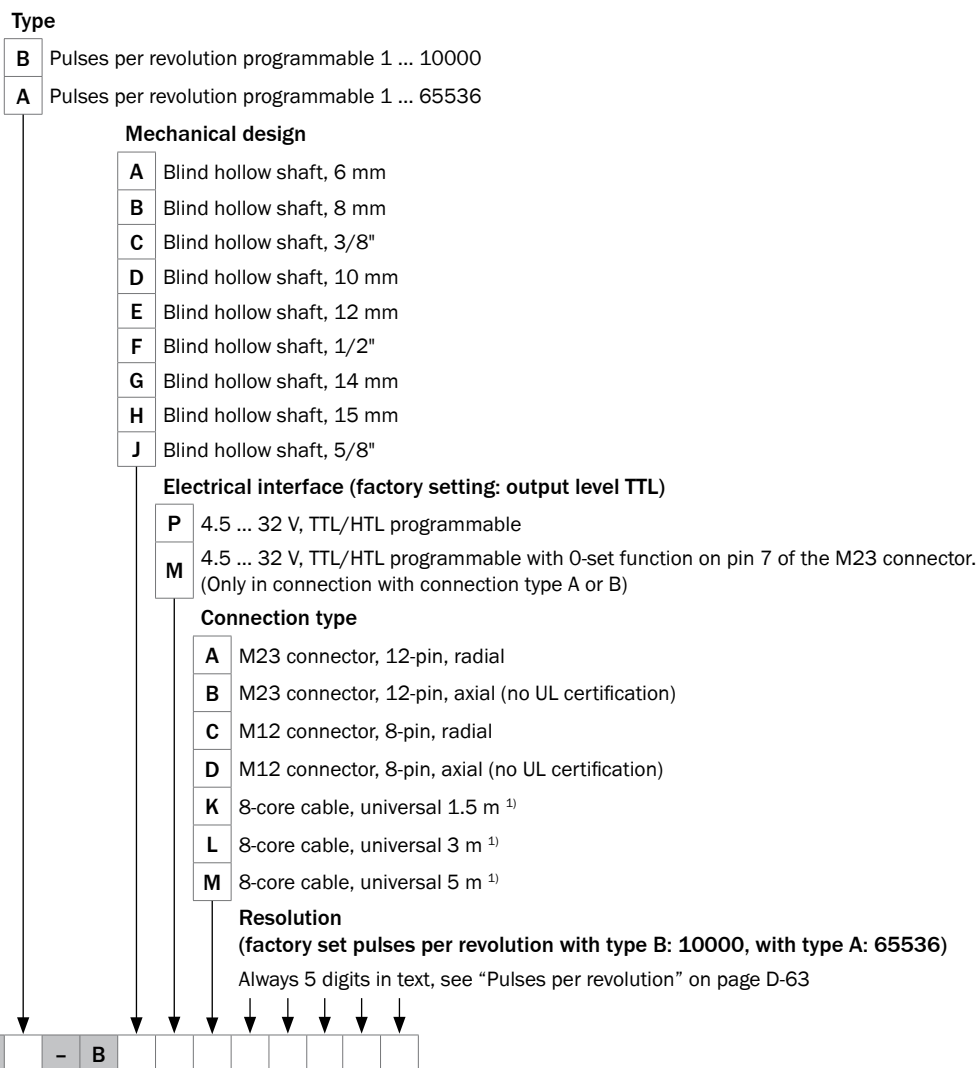 Type
B Pulses per revolution programmable 1 ... 10000
A Pulses per revolution programmable 1 ... 65536
Mechanical design
A Blind hollow shaft, 6 mm
B Blind hollow shaft, 8 mm
C Blind hollow shaft, 3/8"
D Blind hollow shaft, 10 mm
E Blind hollow shaft, 12 mm
F Blind hollow shaft, 1/2"
G Blind hollow shaft, 14 mm
H Blind hollow shaft, 15 mm
J Blind hollow shaft, 5/8"
Electrical interface (factory setting: output level TTL)
P 4.5 ... 32 V, TTL/HTL programmable
M 4.5 ... 32 V, TTL/HTL programmable with 0-set function on pin 7 of the M23 connector.
(Only in connection with connection type A or B)
Connection type
A M23 connector, 12-pin, radial
B M23 connector, 12-pin, axial (no UL certification)
C M12 connector, 8-pin, radial
D M12 connector, 8-pin, axial (no UL certification)
K 8-core cable, universal 1.5 m 1)
L 8-core cable, universal 3 m 1)
M 8-core cable, universal 5 m 1)
Resolution
(factory set pulses per revolution with type B: 10000, with type A: 65536)
Always 5 digits in text, see “Pulses per revolution” on page D-63
– B